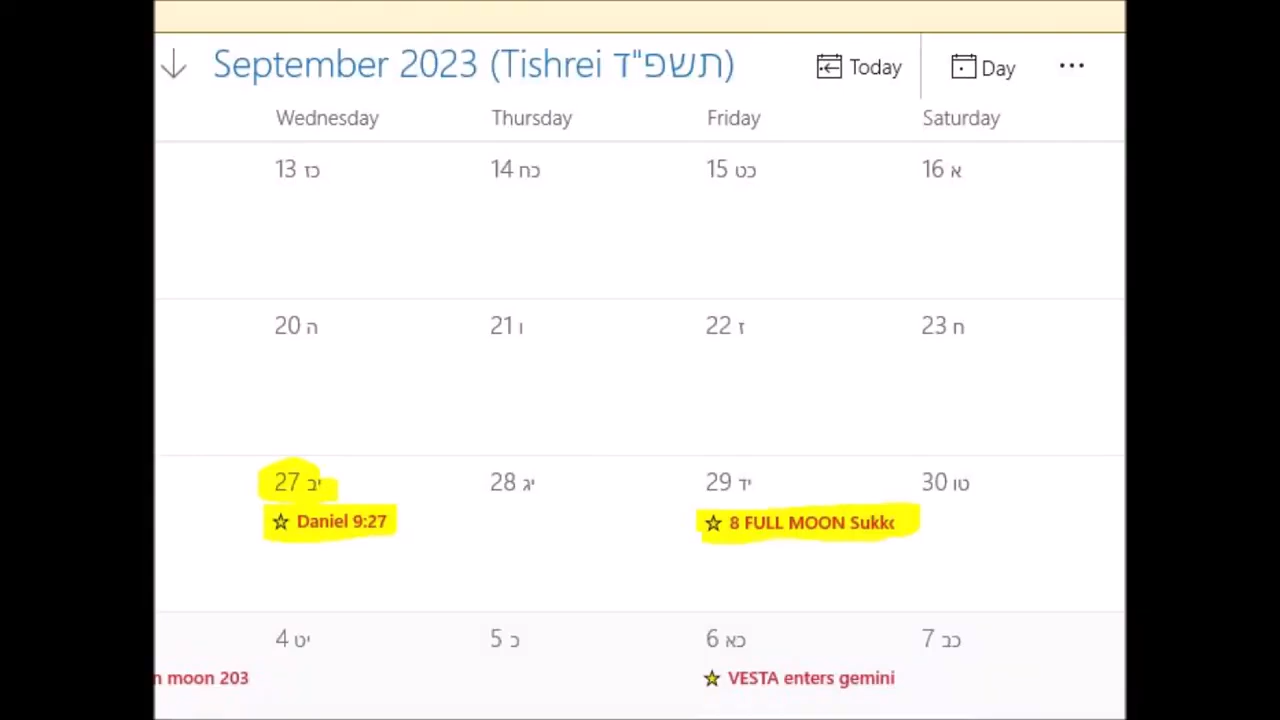 September 2023 (Tishrei תשפ"ד)
Today
Day
Wednesday Thursday Friday Saturday
13 כז 14 כח 15 כט 16 א
20 ה 21 ו 22 ז 23 ח
27 יב 28 יג 29 יד 30 טו
Daniel 9:27 8 FULL MOON Sukkc
4 יט 5 כ 6 כא 7 כב
n moon 203 VESTA enters gemini